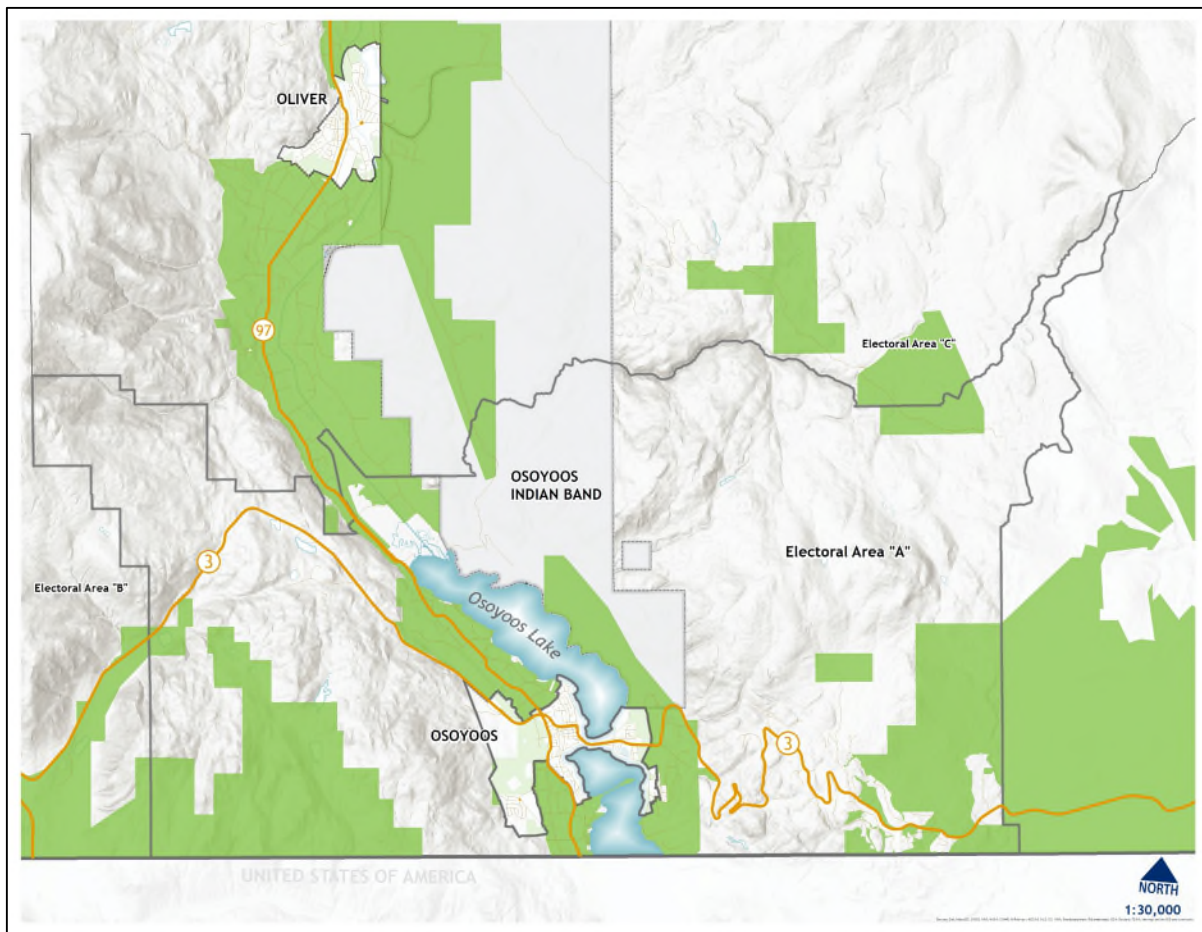 OLIVER
97
Electoral Area "C"
OSOYOOS
INDIAN BAND
Electoral Area "A"
3
Electoral Area "B"
Osoyoos Lake
OSOYOOS
3
UNITED STATES OF AMERICA
NORTH
1:30,000